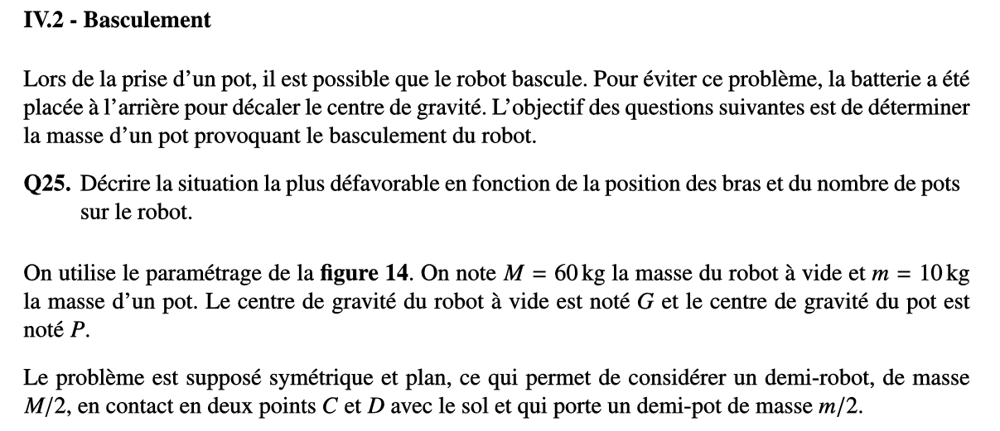 IV.2 - Basculement
Lors de la prise d’un pot, il est possible que le robot bascule. Pour éviter ce problème, la batterie a été
placée à l’arrière pour décaler le centre de gravité. L’objectif des questions suivantes est de déterminer
la masse d’un pot provoquant le basculement du robot.
Q25. Décrire la situation la plus défavorable en fonction de la position des bras et du nombre de pots
sur le robot.
On utilise le paramétrage de la figure 14. On note M = 60 kg la masse du robot à vide et m = 10 kg
la masse d’un pot. Le centre de gravité du robot à vide est noté G et le centre de gravité du pot est
noté P.
Le problème est supposé symétrique et plan, ce qui permet de considérer un demi-robot, de masse
M/2, en contact en deux points C et D avec le sol et qui porte un demi-pot de masse m/2.